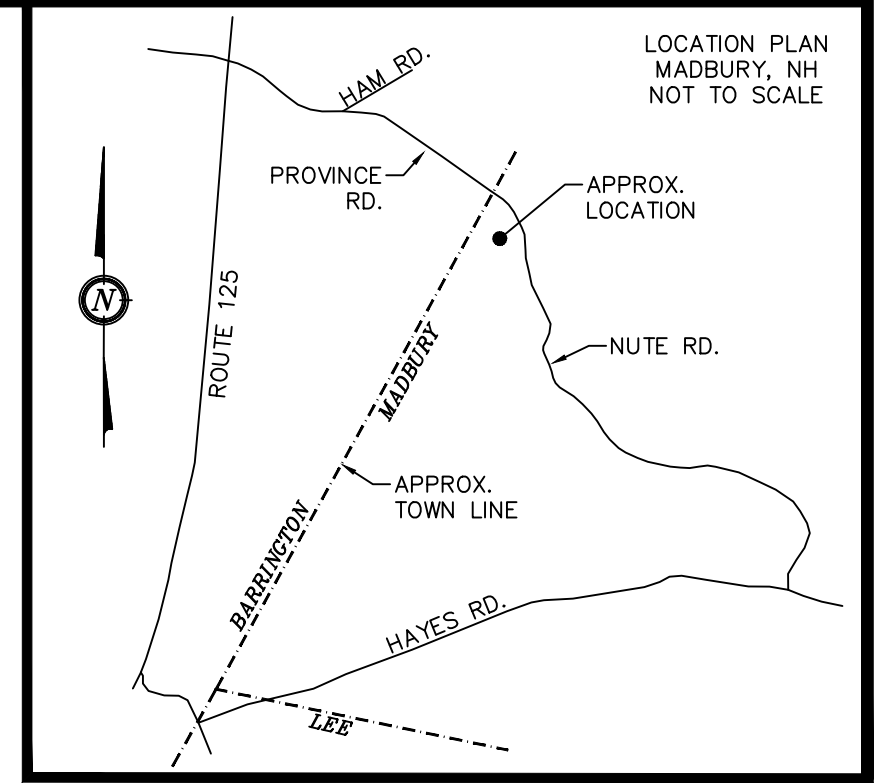 LOCATION PLAN
MADBURY, NH
NOT TO SCALE
HAM RD.
PROVINCE
RD.
APPROX.
LOCATION
N
ROUTE 125
NUTE RD.
MADBURY
APPROX.
TOWN LINE
BARRINGTON
HAYES RD.
LEE